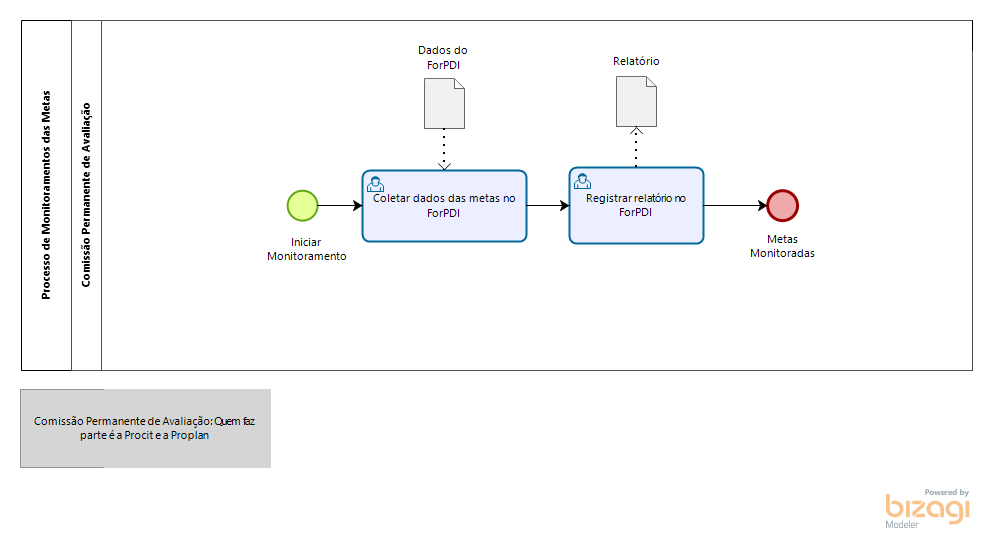 Processo de Monitoramentos das Metas
Comissão Permanente de Avaliação
Dados do
ForPDI
Relatório
Coletar dados das metas no
ForPDI
Registrar relatório no
ForPDI
Iniciar
Monitoramento
Metas
Monitoradas
Comissão Permanente de Avaliação: Quem faz
parte é a Procit e a Proplan
Powered by
bizagi
Modeler